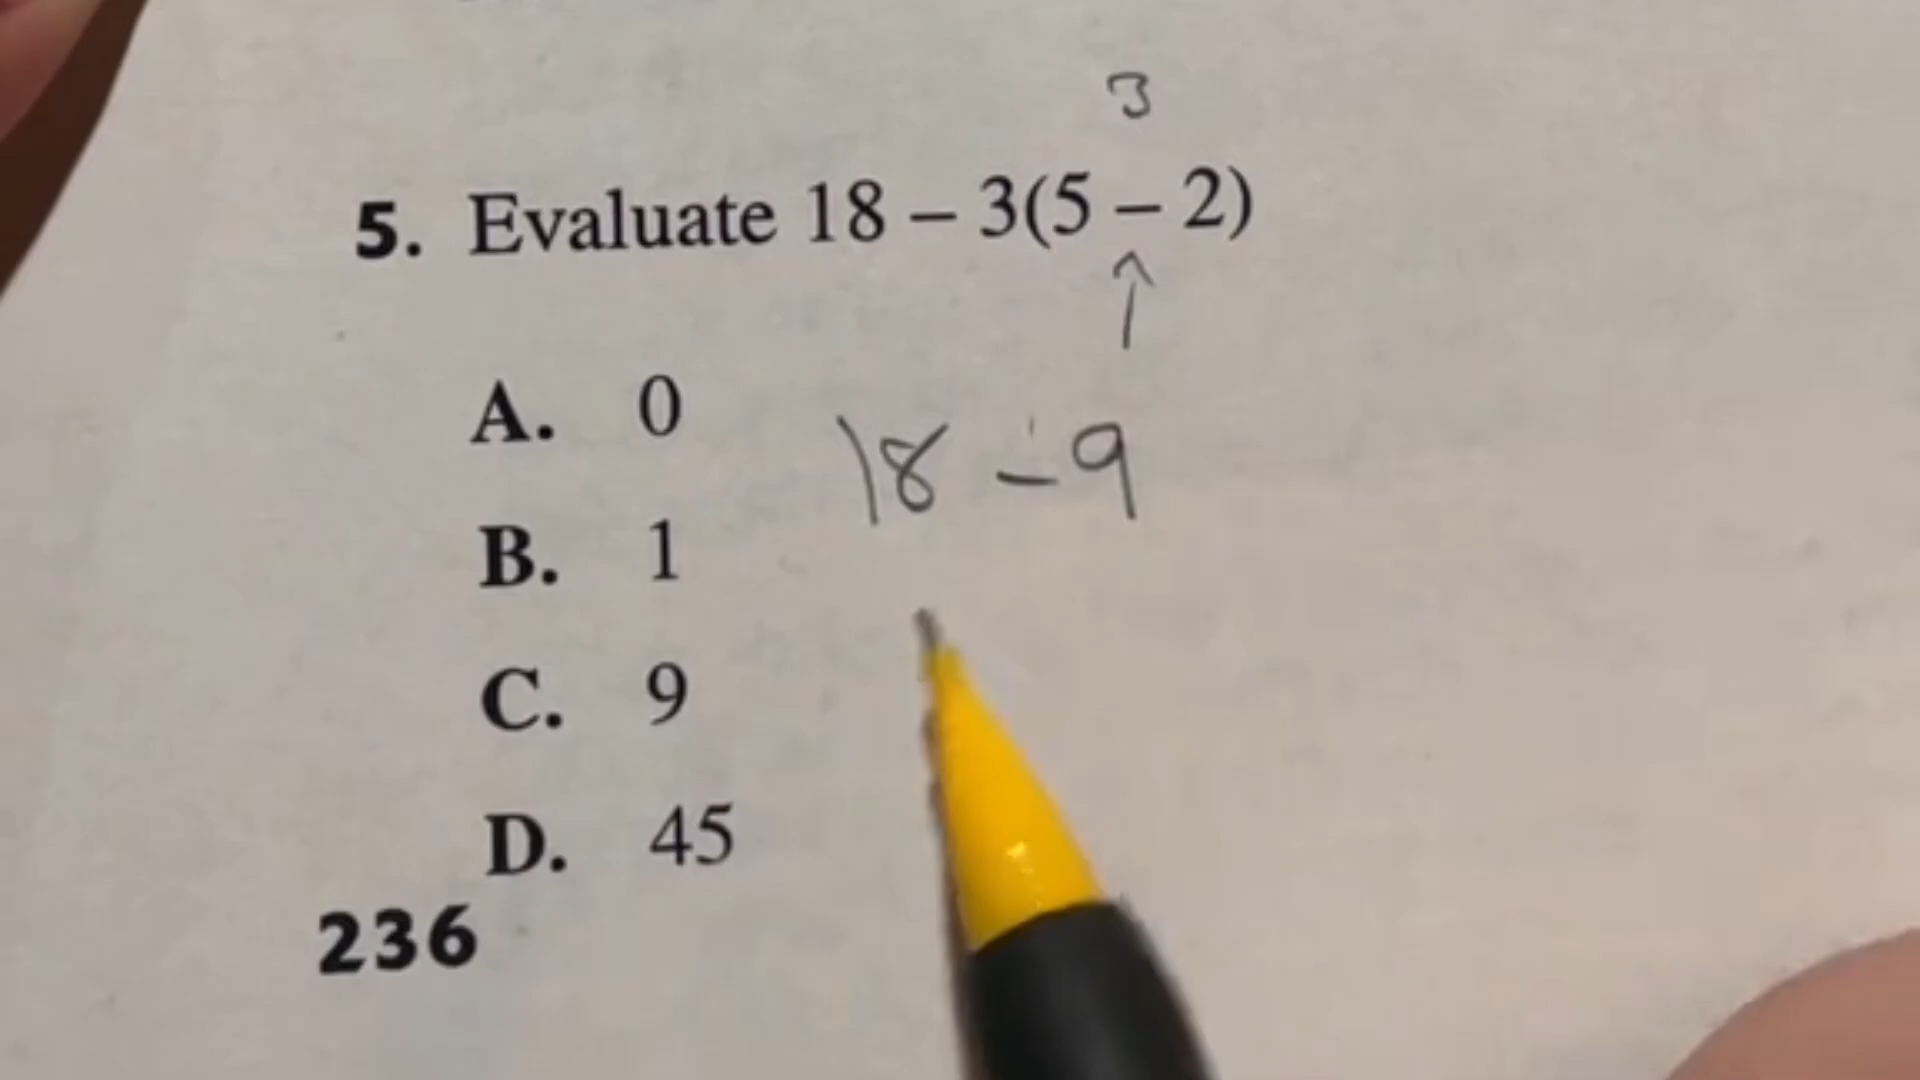 3
5. Evaluate 18 – 3(5 – 2)
↑
A. 0
18 – 9
B. 1
C. 9
D. 45
236